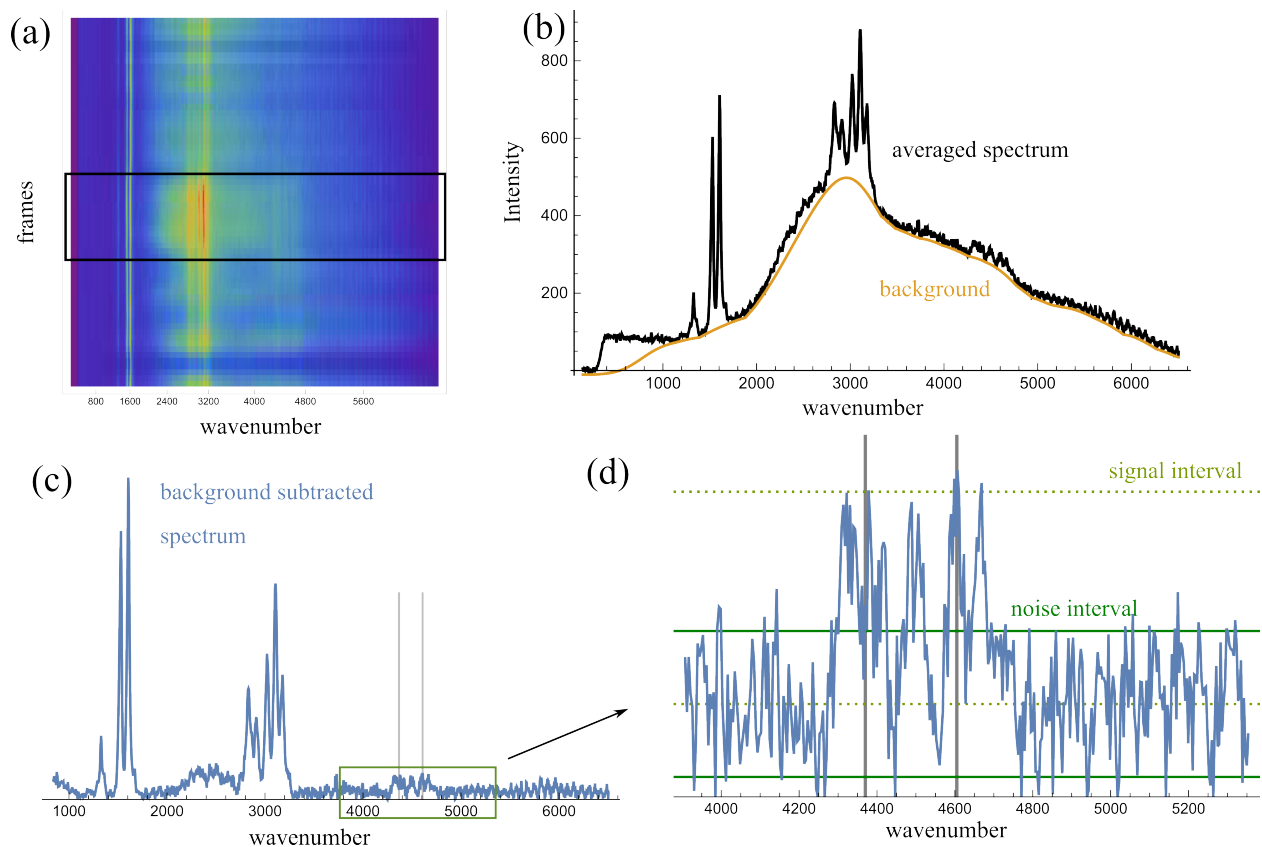 (a)
frames
800 1600 2400 3200 4000 4800 5600
wavenumber
(b)
Intensity
800
600
400
200
averaged spectrum
background
1000 2000 3000 4000 5000 6000
wavenumber
(c)
background subtracted
spectrum
1000 2000 3000 4000 5000 6000
wavenumber
(d)
signal interval
noise interval
4000 4200 4400 4600 4800 5000 5200
wavenumber